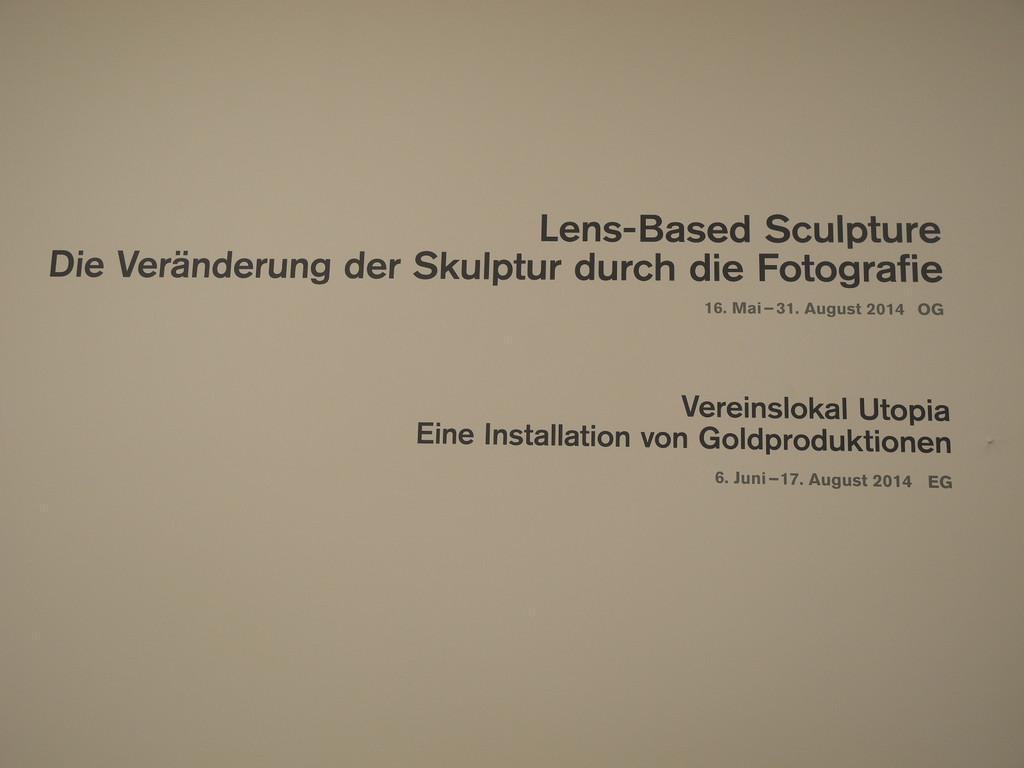 Lens-Based Sculpture
Die Veränderung der Skulptur durch die Fotografie
16. Mai – 31. August 2014 OG
Vereinslokal Utopia
Eine Installation von Goldproduktionen
6. Juni – 17. August 2014 EG